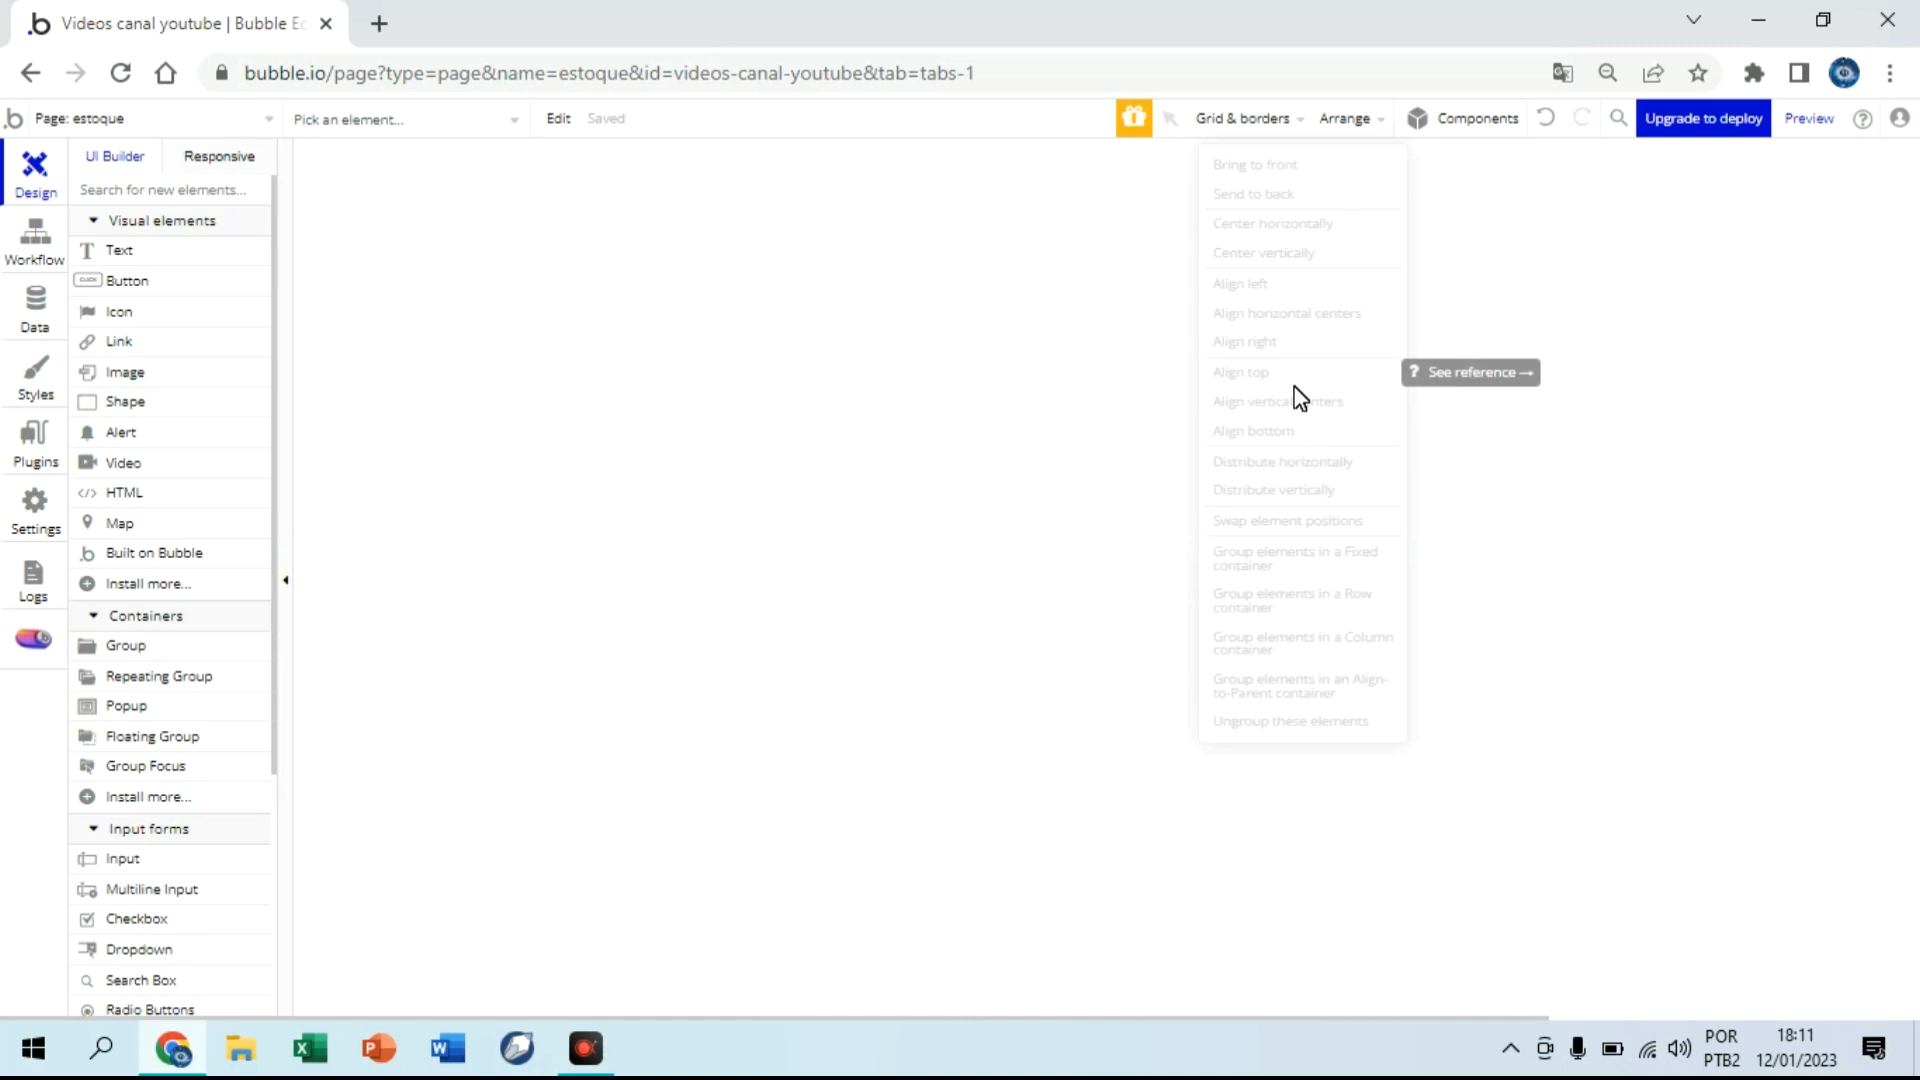 Videos canal youtube | Bubble Ec
bubble.io/page?type=page&name=estoque&id=videos-canal-youtube&tab=tabs-1
Page: estoque
Pick an element...
Edit
Saved
Grid & borders
Arrange
Components
Upgrade to deploy
Preview
UI Builder
Responsive
Search for new elements...
Design
Workflow
Data
Styles
Plugins
Settings
Logs
Visual elements
Text
CLICK
Button
Icon
Link
Image
Shape
Alert
Video
HTML
Map
Built on Bubble
Install more...
Containers
Group
Repeating Group
Popup
Floating Group
Group Focus
Install more...
Input forms
Input
Multiline Input
Checkbox
Dropdown
Search Box
Radio Buttons
Bring to front
Send to back
Center horizontally
Center vertically
Align left
Align horizontal centers
Align right
Align top
Align vertical centers
Align bottom
Distribute horizontally
Distribute vertically
Swap element positions
Group elements in a Fixed
container
Group elements in a Row
container
Group elements in a Column
container
Group elements in an Align-
to-Parent container
Ungroup these elements
? See reference →
POR
PTB2
18:11
12/01/2023